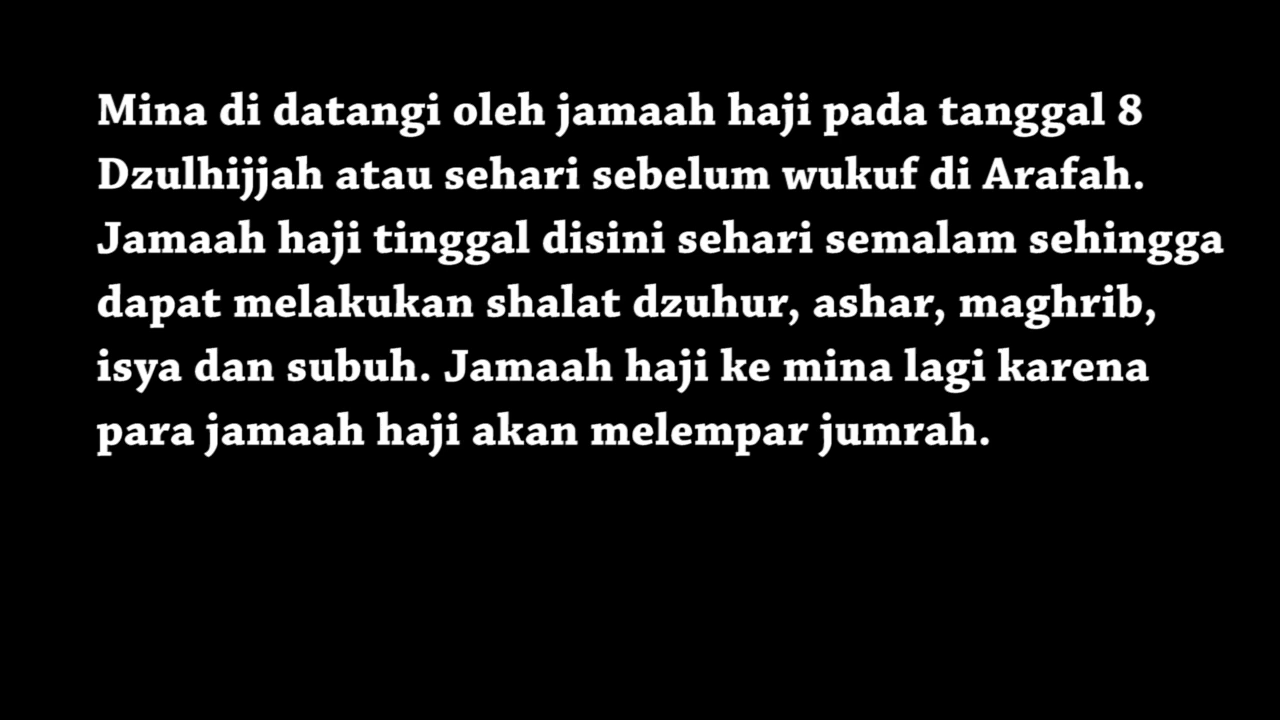 Mina di datangi oleh jamaah haji pada tanggal 8
Dzulhijjah atau sehari sebelum wukuf di Arafah.
Jamaah haji tinggal disini sehari semalam sehingga
dapat melakukan shalat dzuhur, ashar, maghrib,
isya dan subuh. Jamaah haji ke mina lagi karena
para jamaah haji akan melempar jumrah.